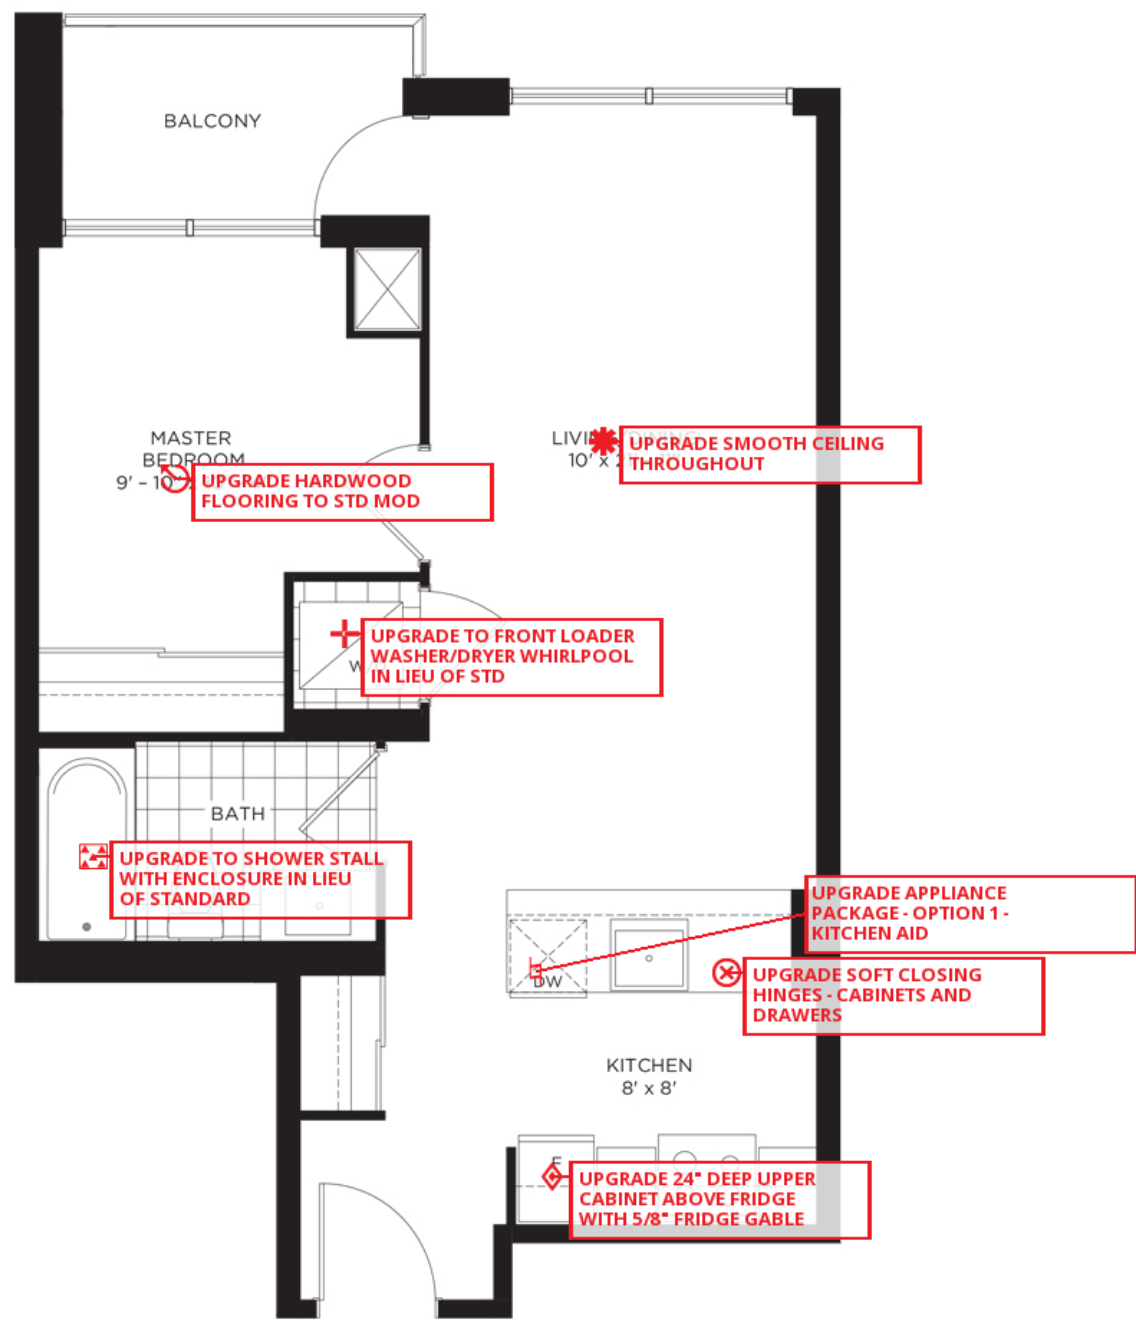 BALCONY
MASTER
BEDROOM
9' - 10"
UPGRADE HARDWOOD
FLOORING TO STD MOD
10' x
UPGRADE SMOOTH CEILING
THROUGHOUT
UPGRADE TO FRONT LOADER
WASHER/DRYER WHIRLPOOL
IN LIEU OF STD
BATH
UPGRADE TO SHOWER STALL
WITH ENCLOSURE IN LIEU
OF STANDARD
UPGRADE APPLIANCE
PACKAGE - OPTION 1 -
KITCHEN AID
DW
UPGRADE SOFT CLOSING
HINGES - CABINETS AND
DRAWERS
KITCHEN
8' x 8'
UPGRADE 24" DEEP UPPER
CABINET ABOVE FRIDGE
WITH 5/8" FRIDGE GABLE